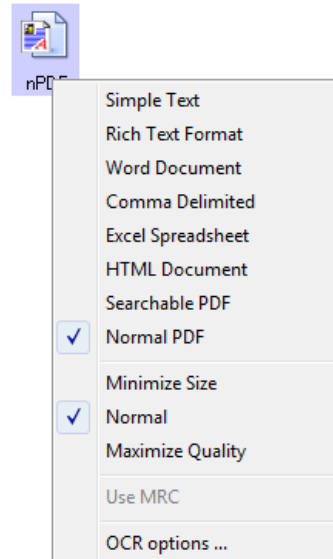 nPDF
Simple Text
Rich Text Format
Word Document
Comma Delimited
Excel Spreadsheet
HTML Document
Searchable PDF
Normal PDF
Minimize Size
Normal
Maximize Quality
Use MRC
OCR options ...